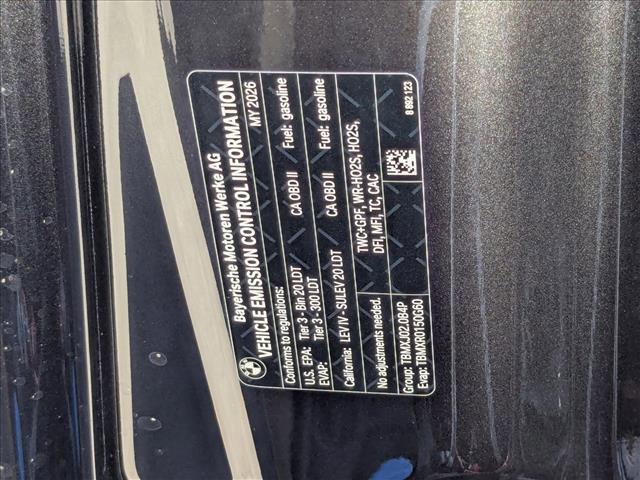 Bayerische Motoren Werke AG
VEHICLE EMISSION CONTROL INFORMATION
Conforms to regulations: MY 2026
U.S. EPA: Tier 3 - Bin 20 LDT CA OBD II Fuel: gasoline
EVAP: Tier 3 - 300 LDT
California: LEV IV - SULEV 20 LDT CA OBD II Fuel: gasoline
No adjustments needed. TWC+GPF, WR-HO2S, HO2S,
DFI, MFI, TC, CAC
Group: TBMXJ02.0B4P
Evap: TBMXR0150G60
8 892 123